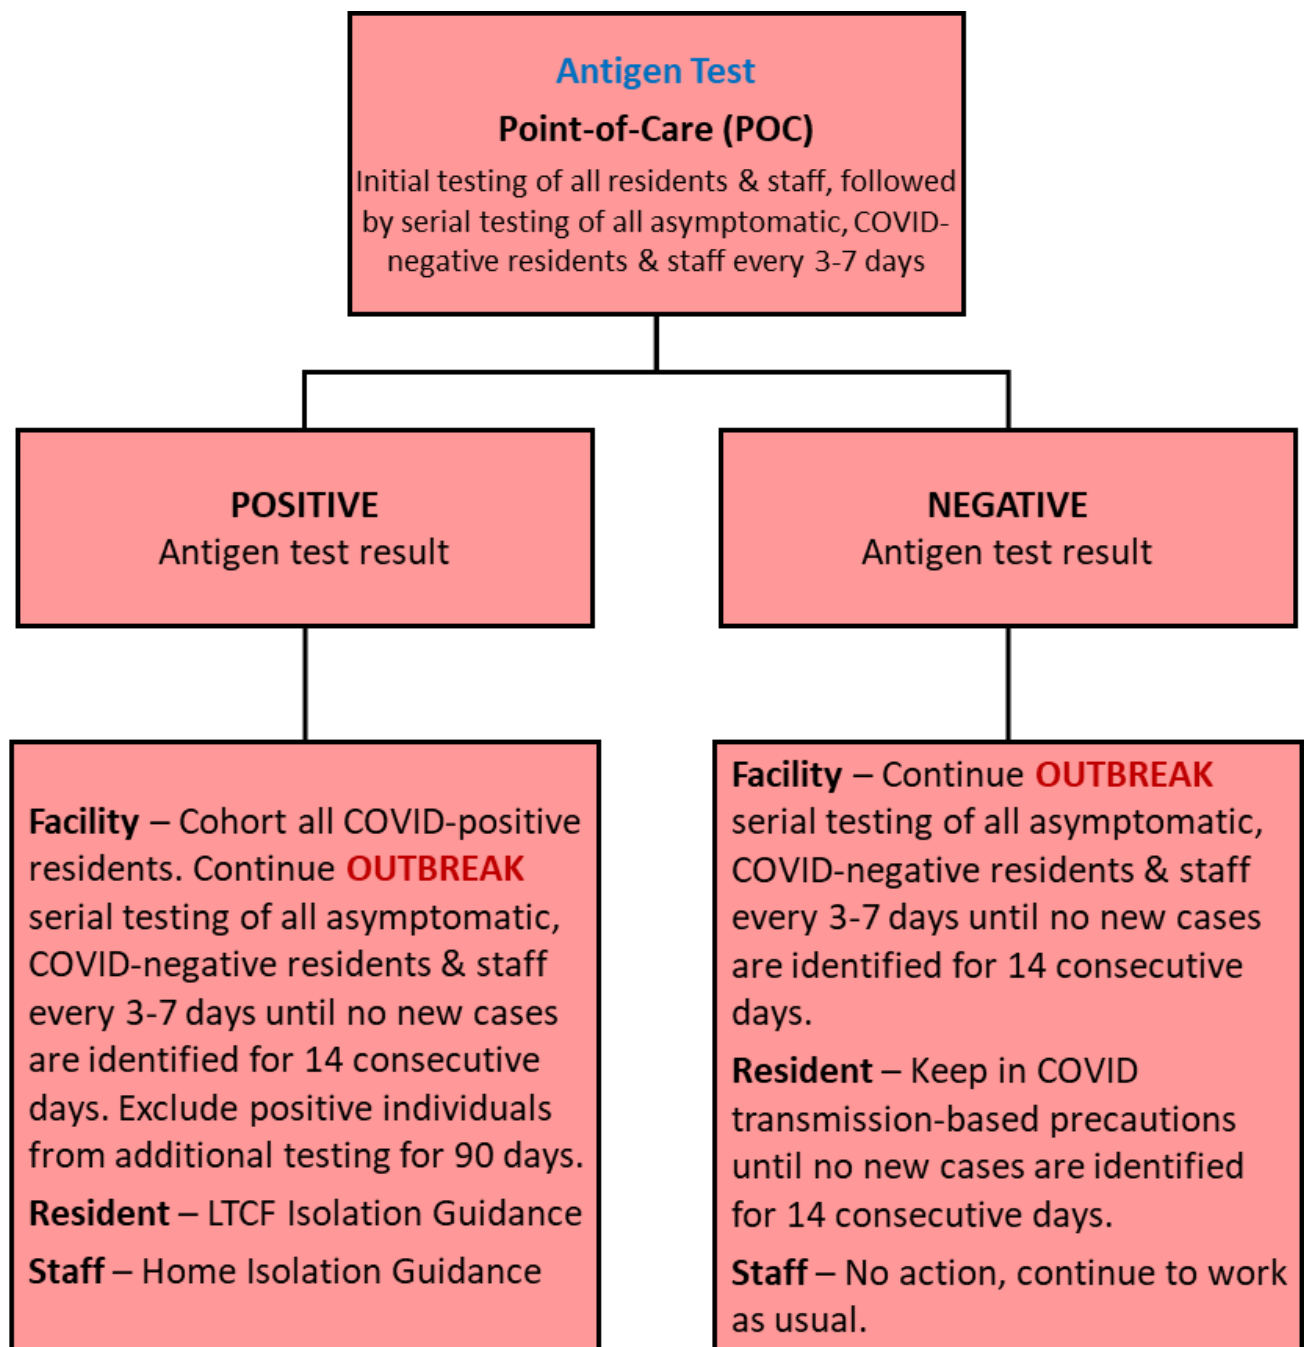 Antigen Test
Point-of-Care (POC)
Initial testing of all residents & staff, followed
by serial testing of all asymptomatic, COVID-
negative residents & staff every 3-7 days
POSITIVE
Antigen test result
NEGATIVE
Antigen test result
Facility – Cohort all COVID-positive
residents. Continue OUTBREAK
serial testing of all asymptomatic,
COVID-negative residents & staff
every 3-7 days until no new cases
are identified for 14 consecutive
days. Exclude positive individuals
from additional testing for 90 days.
Resident – LTCF Isolation Guidance
Staff – Home Isolation Guidance
Facility – Continue OUTBREAK
serial testing of all asymptomatic,
COVID-negative residents & staff
every 3-7 days until no new cases
are identified for 14 consecutive
days.
Resident – Keep in COVID
transmission-based precautions
until no new cases are identified
for 14 consecutive days.
Staff – No action, continue to work
as usual.